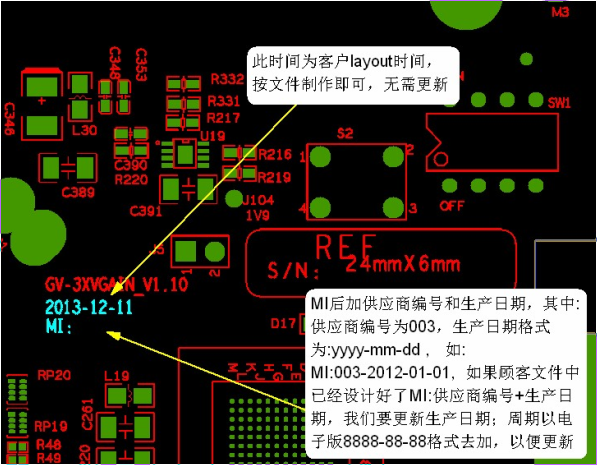 M3
此时间为客户layout时间，
按文件制作即可，无需更新
C348
C353
R332
R331
R217
C346
L30
U19
SW1
S2
1
2
4
3
C390
R220
R216
R219
C389
C391
J104
1V9
OFF
1
2
REF
S/N:
24mmX6mm
GV-3XVGAIN_V1.10
2013-12-11
MI:
D17
MI后加供应商编号和生产日期，其中:
供应商编号为003，生产日期格式
为:yyyy-mm-dd ，如:
MI:003-2012-01-01，如果顾客文件中
已经设计好了MI:供应商编号+生产日
期，我们要更新生产日期；周期以电
子版8888-88-88格式去加，以便更新
L19
RP20
C261
RP19
R48
R49